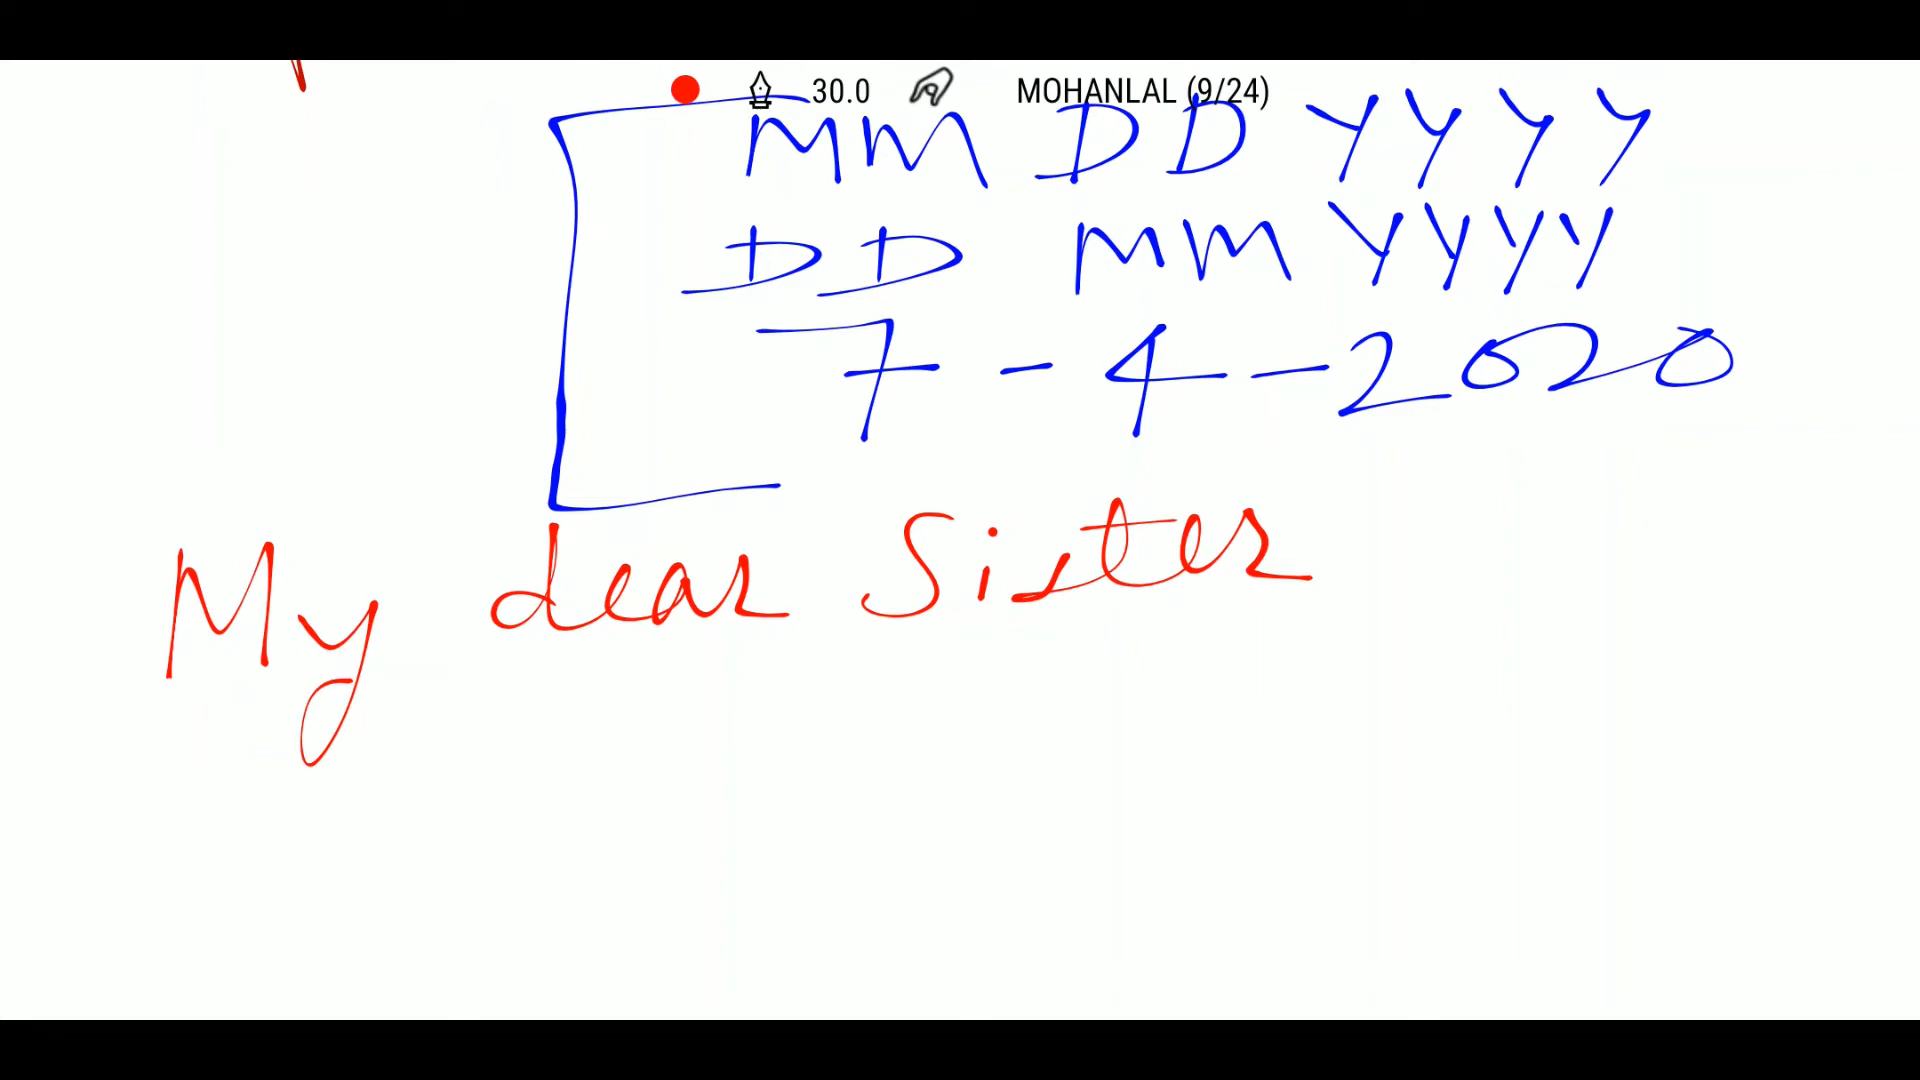 30.0 MOHANLAL (9/24)
MM DD YYYY
DD MM YYYY
7-4-2020
My dear Sister